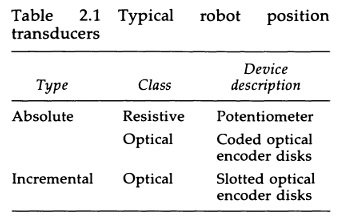 Table 2.1 Typical robot position
transducers
Device
Type Class description
Absolute Resistive Potentiometer
Optical Coded optical
encoder disks
Incremental Optical Slotted optical
encoder disks